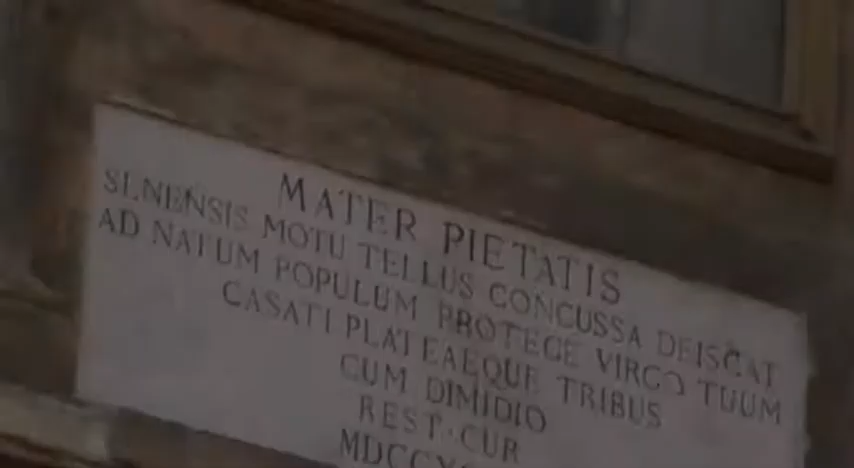 MATER PIETATIS
SENENSIS MOTU TELLUS CONCUSSA DEISCAT
AD NATUM POPULUM PROTEGE VIRGO TUUM
CASATI PLATEAEQUE TRIBUS
CUM DIMIDIO
REST·CUR